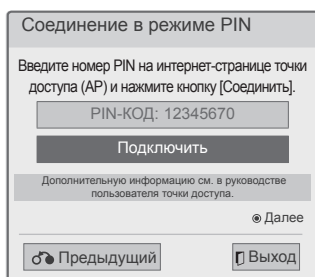 Соединение в режиме PIN
Введите номер PIN на интернет-странице точки
доступа (AP) и нажмите кнопку [Соединить].
PIN-КОД: 12345670
Подключить
Дополнительную информацию см. в руководстве
пользователя точки доступа.
Далее
Предыдущий
Выход